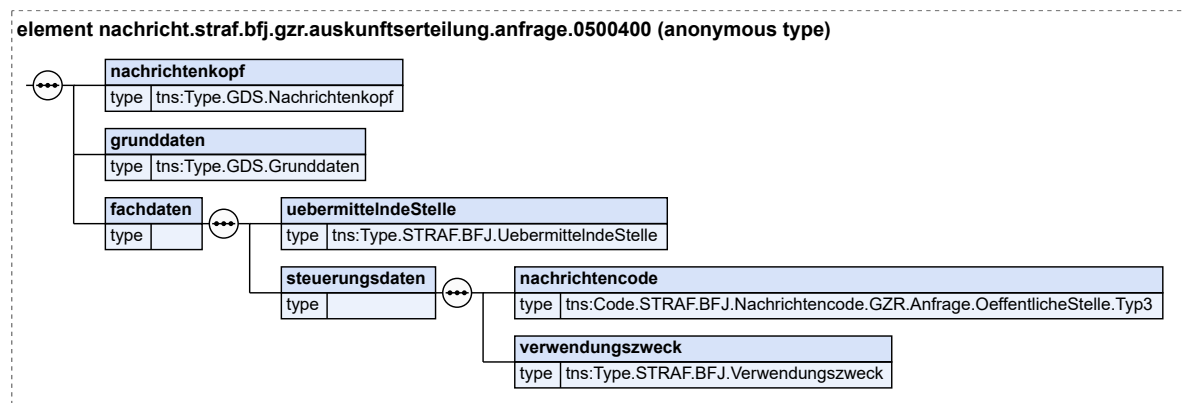 element nachricht.straf.bfj.gzr.auskunftserteilung.anfrage.0500400 (anonymous type)
nachrichtenkopf
type tns:Type.GDS.Nachrichtenkopf
grunddaten
type tns:Type.GDS.Grunddaten
fachdaten
type
uebermittelndeStelle
type tns:Type.STRAF.BFJ.UebermittelndeStelle
steuerungsdaten
type
nachrichtencode
type tns:Code.STRAF.BFJ.Nachrichtencode.GZR.Anfrage.OeffentlicheStelle.Typ3
verwendungszweck
type tns:Type.STRAF.BFJ.Verwendungszweck